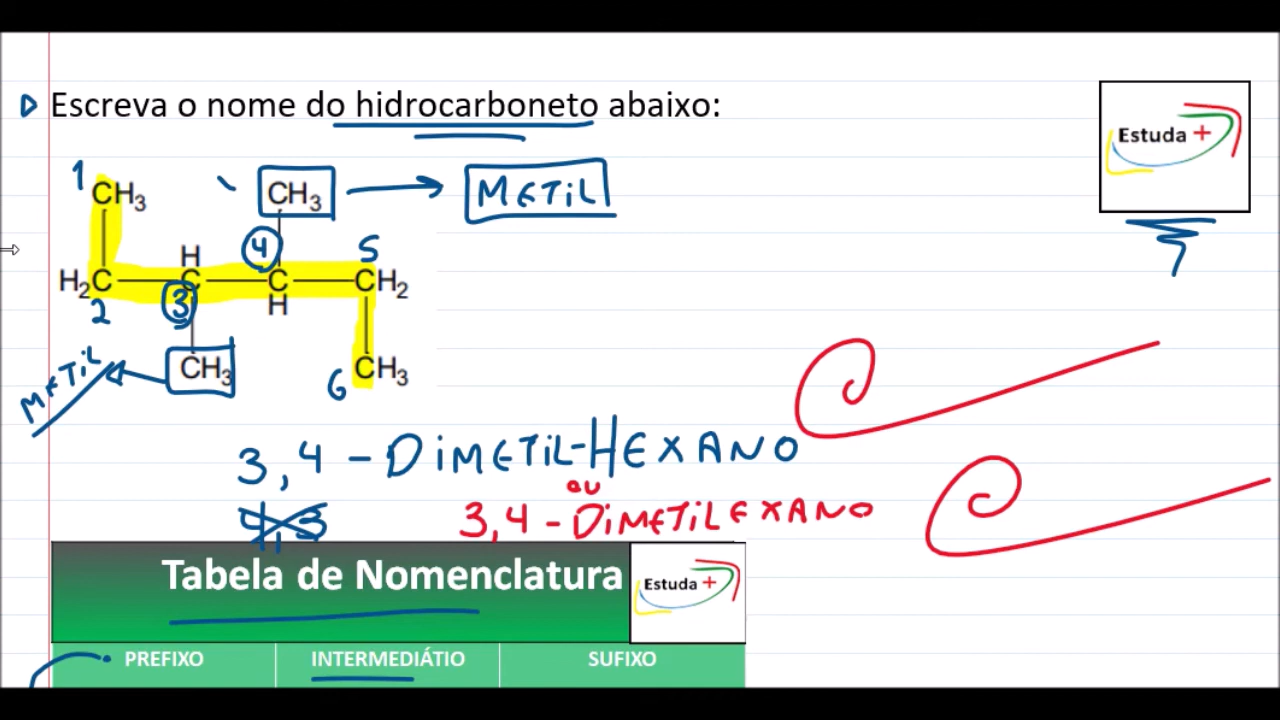 Escreva o nome do hidrocarboneto abaixo:
Estuda +
1
CH3 CH3 → METIL
4 5
H H2C C C CH2
2 3 H
METIL CH3 6 CH3
3,4 - DiMETiL-HEXANO
ou
4,3 3,4 - DiMETiLEXANO
Tabela de Nomenclatura Estuda +
PREFIXO INTERMEDIÁTIO SUFIXO